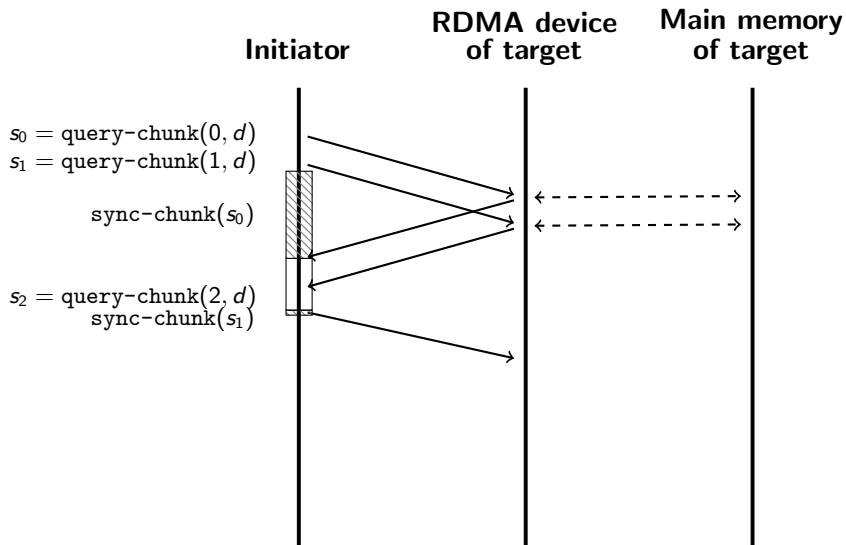 Initiator
RDMA device
of target
Main memory
of target
s₀ = query-chunk(0, d)
s₁ = query-chunk(1, d)
sync-chunk(s₀)
s₂ = query-chunk(2, d)
sync-chunk(s₁)